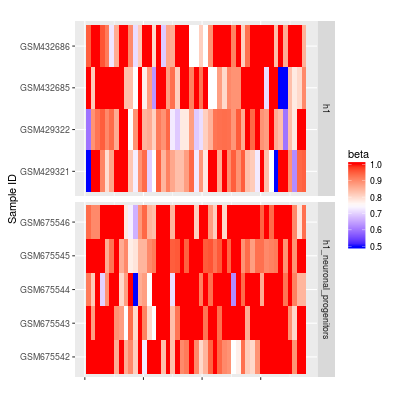 GSM432686
GSM432685
GSM429322
GSM429321
h1
GSM675546
GSM675545
GSM675544
GSM675543
GSM675542
h1_neuronal_progenitors
Sample ID
beta
1.0
0.9
0.8
0.7
0.6
0.5